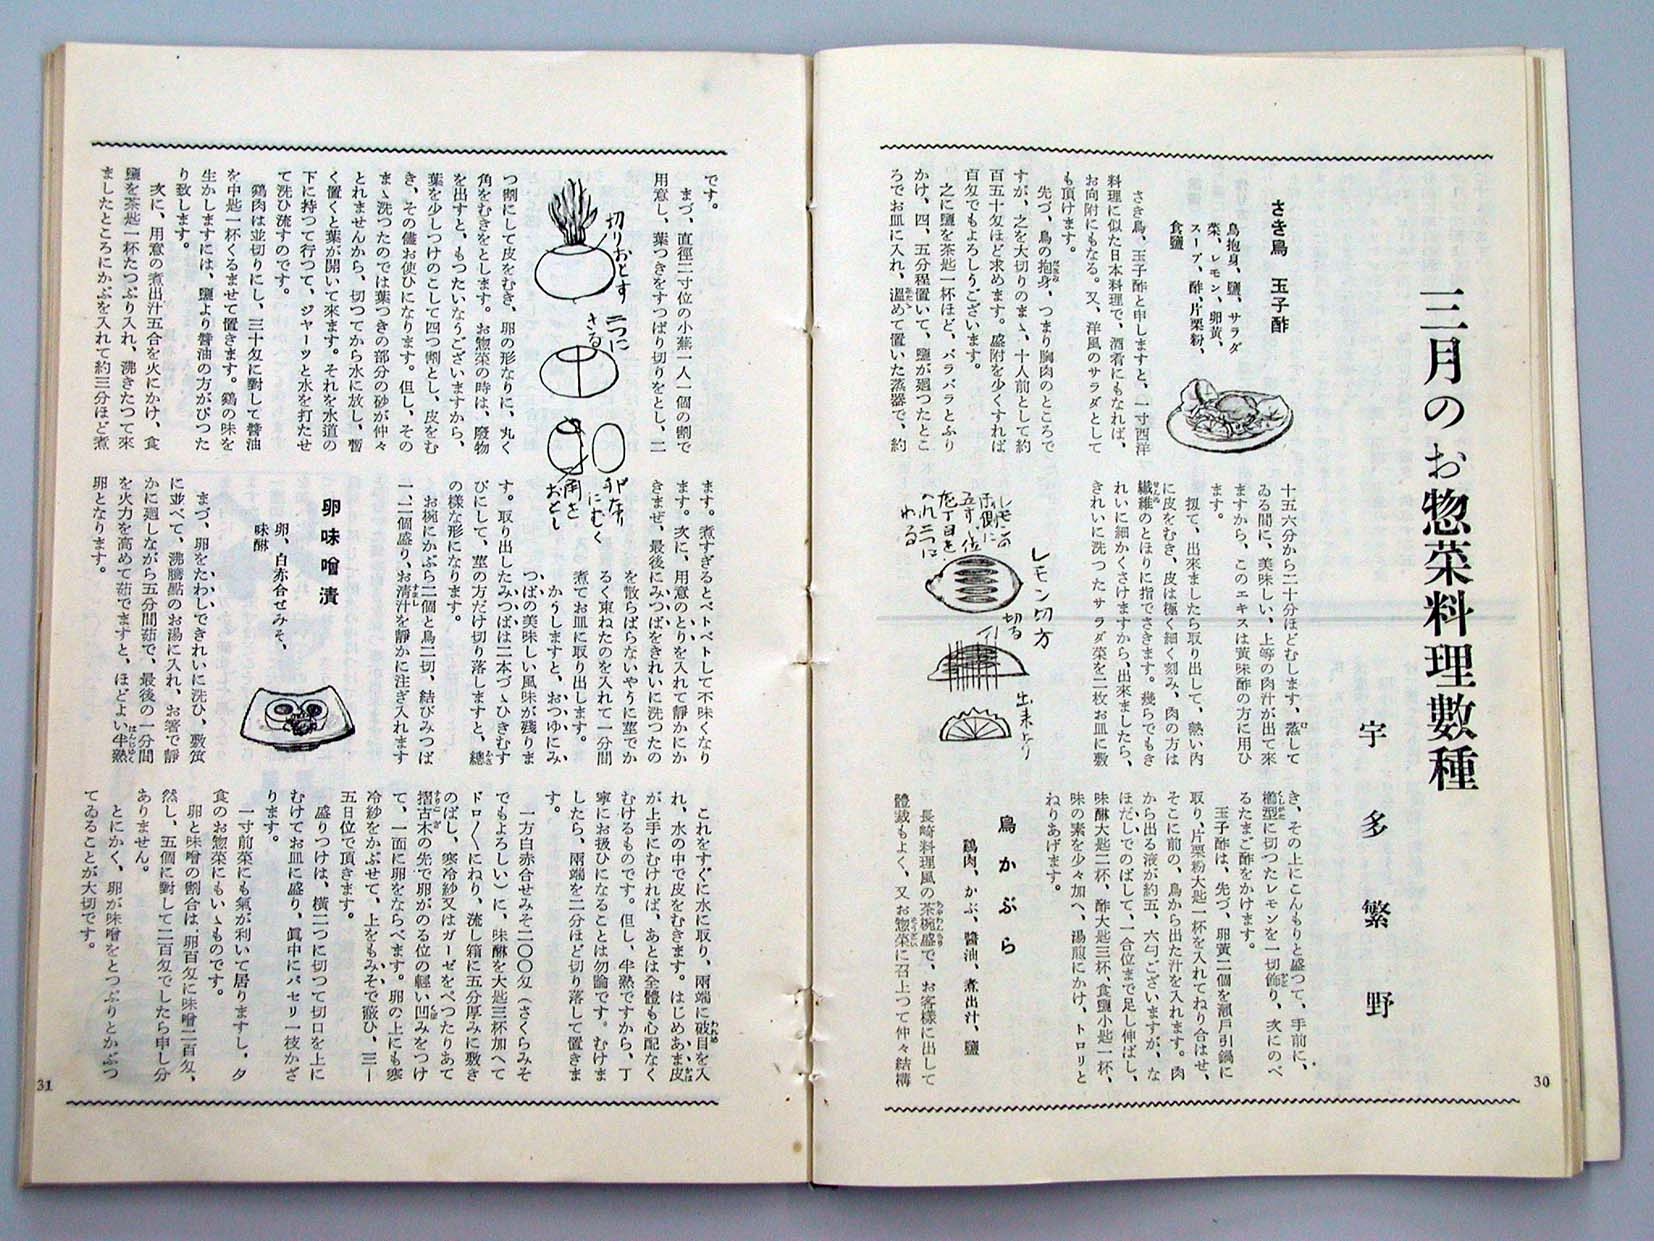 三月のお惣菜料理數種
宇多繁野
さき鳥　玉子酢
鳥抱身、鹽、サラダ
菜、レモン、卵黄、
スープ、酢、片栗粉、
食鹽
さき鳥、玉子酢と申しますと、一寸西洋
料理に似た日本料理で、酒肴にもなれば、
お向附にもなる。又、洋風のサラダとして
も頂けます。
先づ、鳥の抱身、つまり胸肉のところで
すが、之を大切りのまゝ、十人前として約
百五十匁ほど求めます。盛附を少くすれば
百匁でもよろしうございます。
之に鹽を茶匙一杯ほど、パラパラとふり
かけ、四、五分程置いて、鹽が廻つたとこ
ろでお皿に入れ、溫めて置いた蒸器で、約
十五六分から二十分ほどむします、蒸して
ゐる間に、美味しい、上等の肉汁が出て來
ますから、このエキスは黄味酢の方に用ひ
ます。
扨て、出來ましたら取り出して、熱い内
に皮をむき、皮は極く細く刻み、肉の方は
纖維のとほりに指でさきます。幾らでもき
れいに細かくさけますから、出來ましたら、
きれいに洗つたサラダ菜を二枚お皿に敷
レモン切方
レモンの
両側に
五すじ位
庖丁目を
入れ二つに
わる
切る
出来上り
き、その上にこんもりと盛つて、手前に、
櫛型に切つたレモンを一切飾り、次にのべ
るたまご酢をかけます。
玉子酢は、先づ、卵黄二個を瀬戸引鍋に
取り、片栗粉大匙一杯を入れてねり合はせ、
そこに前の、鳥から出た汁を入れます。肉
から出る液が約五、六勺ございますが、な
ほだしでのばして、一合位まで足し伸ばし、
味醂大匙二杯、酢大匙三杯、食鹽小匙一杯、
味の素を少々加へ、湯煎にかけ、トロリと
ねりあげます。
鳥かぶら
鷄肉、かぶ、醬油、煮出汁、鹽
長崎料理風の茶椀盛で、お客樣に出して
體裁もよく、又お惣菜に召上つて仲々結構
30
です。
まづ、直徑二寸位の小蕪一人一個の割で
用意し、葉つきをすつぱり切りをとし、二
切りおとす
二つに
きる
卵なり
にむく
角を
おとし
つ割にして皮をむき、卵の形なりに、丸く
角をむきをとします。お惣菜の時は、廢物
を出すと、もつたいなうございますから、
葉を少しつけのこして四つ割とし、皮をむ
き、その儘お使ひになります。但し、その
まゝ洗つたのでは葉つきの部分の砂が仲々
とれませんから、切つてから水に放し、暫
く置くと葉が開いて來ます。それを水道の
下に持つて行つて、ジャーッと水を打たせ
て洗ひ流すのです。
鷄肉は並切りにし、三十匁に對して醬油
を中匙一杯くるませて置きます。鷄の味を
生かしますには、鹽より醬油の方がぴつた
り致します。
次に、用意の煮出汁五合を火にかけ、食
鹽を茶匙一杯たつぷり入れ、沸きたつて來
ましたところにかぶを入れて約三分ほど煮
ます。煮すぎるとベトベトして不味くなり
ます。次に、用意のとりを入れて靜かにか
きまぜ、最後にみつばをきれいに洗つたの
を散らばらないやうに莖でか
るく束ねたのを入れて一分間
煮てお皿に取り出します。
かうしますと、おつゆにみ
つばの美味しい風味が殘りま
す。取り出したみつばは二本づゝひきむす
びにして、莖の方だけ切り落しますと、總
の樣な形になります。
お椀にかぶら二個と鳥二切、結びみつば
一、二個盛り、お淸汁を靜かに注ぎ入れます
卵味噌漬
卵、白赤合せみそ、
味醂
まづ、卵をたわしできれいに洗ひ、敷笊
に並べて、沸騰點のお湯に入れ、お箸で靜
かに廻しながら五分間茹で、最後の一分間
を火力を高めて茹でますと、ほどよい半熟
卵となります。
これをすぐに水に取り、兩端に破目を入
れ、水の中で皮をむきます。はじめあま皮
が上手にむければ、あとは全體も心配なく
むけるものです。但し、半熟ですから、丁
寧にお扱ひになることは勿論です。むけま
したら、兩端を二分ほど切り落して置きま
す。
一方白赤合せみそ二〇〇匁（さくらみそ
でもよろしい）に、味醂を大匙三杯加へて
ドロ〱にねり、流し箱に五分厚みに敷き
のばし、寒冷紗又はガーゼをべつたりあて
摺古木の先で卵がのる位の輕い凹みをつけ
て、一面に卵をならべます。卵の上にも寒
冷紗をかぶせて、上をもみそで蔽ひ、三ー
五日位で頂きます。
盛りつけは、橫二つに切つて切口を上に
むけてお皿に盛り、眞中にパセリ一枝かざ
ります。
一寸前菜にも氣が利いて居りますし、夕
食のお惣菜にもいゝものです。
卵と味噌の割合は、卵百匁に味噌二百匁、
然し、五個に對して二百匁でしたら申し分
ありません。
とにかく、卵が味噌をとつぷりとかぶつ
てゐることが大切です。
31